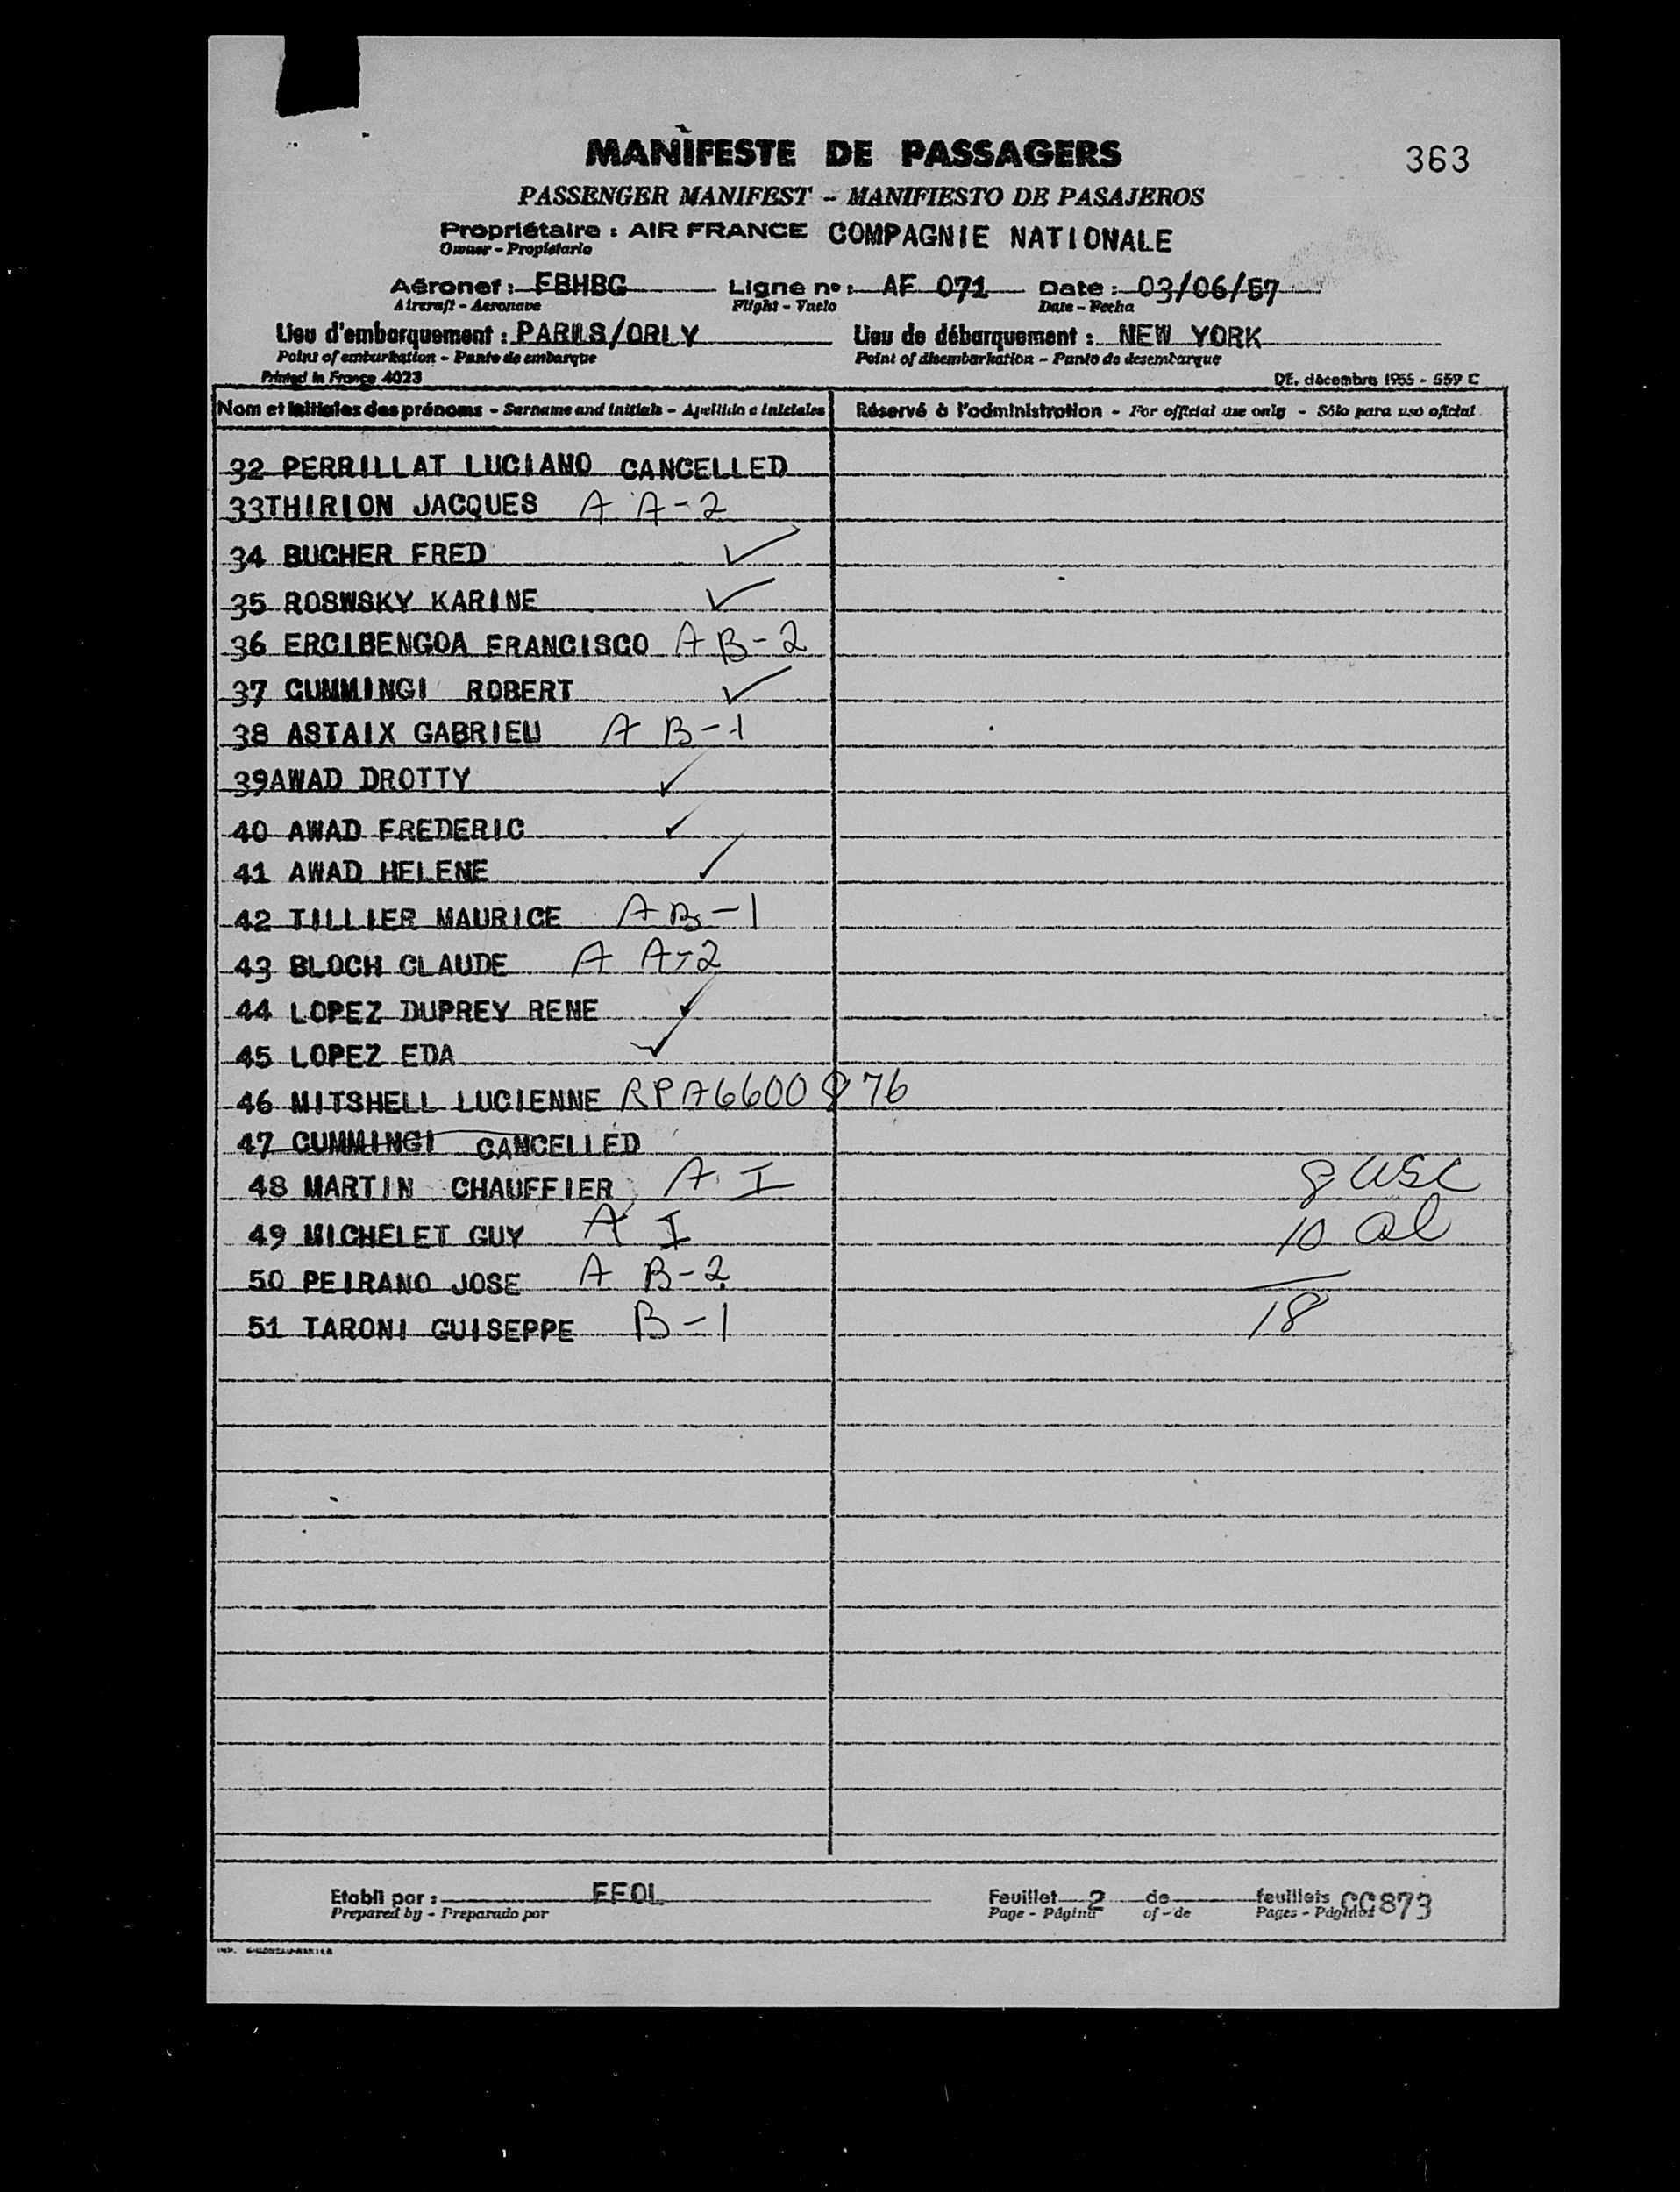 MANIFESTE DE PASSAGERS
363
PASSENGER MANIFEST - MANIFIESTO DE PASAJEROS
Propriétaire : AIR FRANCE COMPAGNIE NATIONALE
Owner - Propietario
Aéronef : FBHBG Ligne nº : AF 071 Date : 03/06/57
Aircraft - Aeronave Flight - Vuelo Date - Fecha
Lieu d'embarquement : PARIS/ORLY Lieu de débarquement : NEW YORK
Point of embarkation - Punto de embarque Point of disembarkation - Punto de desembarque
Printed in France 4023 DE. décembre 1955 - 559 C
Nom et initiales des prénoms - Surname and initials - Apellido e iniciales Réservé à l'administration - For official use only - Sólo para uso oficial
32 PERRILLAT LUCIANO CANCELLED
33THIRION JACQUES A A-2
34 BUCHER FRED ✓
35 ROSWSKY KARINE ✓
36 ERCIBENGOA FRANCISCO A B-2
37 CUMMINGI ROBERT ✓
38 ASTAIX GABRIEU A B-1
39AWAD DROTTY ✓
40 AWAD FREDERIC ✓
41 AWAD HELENE ✓
42 TILLIER MAURICE A B-1
43 BLOCH CLAUDE A A-2
44 LOPEZ DUPREY RENE ✓
45 LOPEZ EDA ✓
46 MITSHELL LUCIENNE RPA6600976
47 CUMMINGI CANCELLED
48 MARTIN CHAUFFIER A I 8 USC
49 MICHELET GUY A I 10 al
50 PEIRANO JOSE A B-2
51 TARONI GUISEPPE B-1 18
Etabli par : EFOL Feuillet 2 de feuillets CC873
Prepared by - Preparado por Page - Página of - de Pages - Páginas